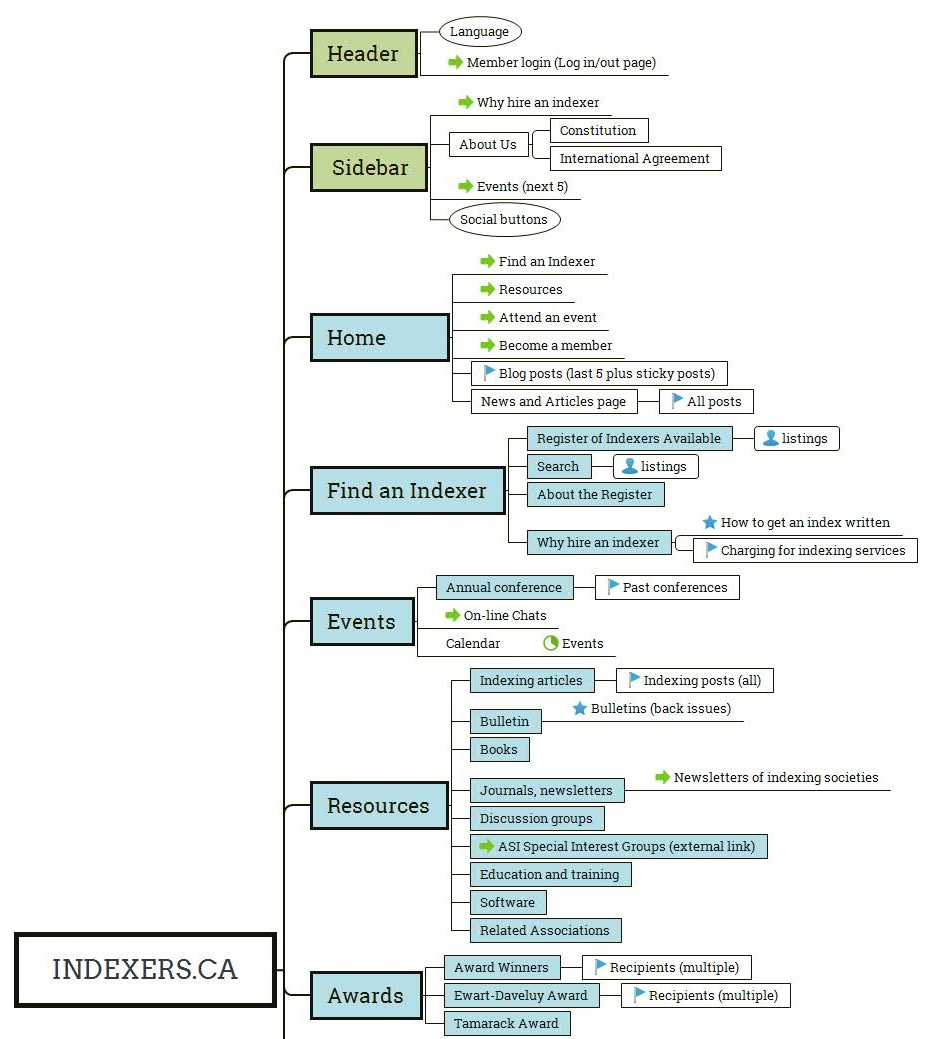 Language
Header
Member login (Log in/out page)
Why hire an indexer
Constitution
About Us
International Agreement
Sidebar
Events (next 5)
Social buttons
Find an Indexer
Resources
Attend an event
Home
Become a member
Blog posts (last 5 plus sticky posts)
News and Articles page All posts
Register of Indexers Available listings
Search listings
Find an Indexer
About the Register
How to get an index written
Why hire an indexer
Charging for indexing services
Annual conference Past conferences
On-line Chats
Events
Calendar Events
Indexing articles Indexing posts (all)
Bulletins (back issues)
Bulletin
Books
Newsletters of indexing societies
Journals, newsletters
Resources
Discussion groups
ASI Special Interest Groups (external link)
Education and training
Software
Related Associations
INDEXERS.CA
Award Winners Recipients (multiple)
Awards
Ewart-Daveluy Award Recipients (multiple)
Tamarack Award